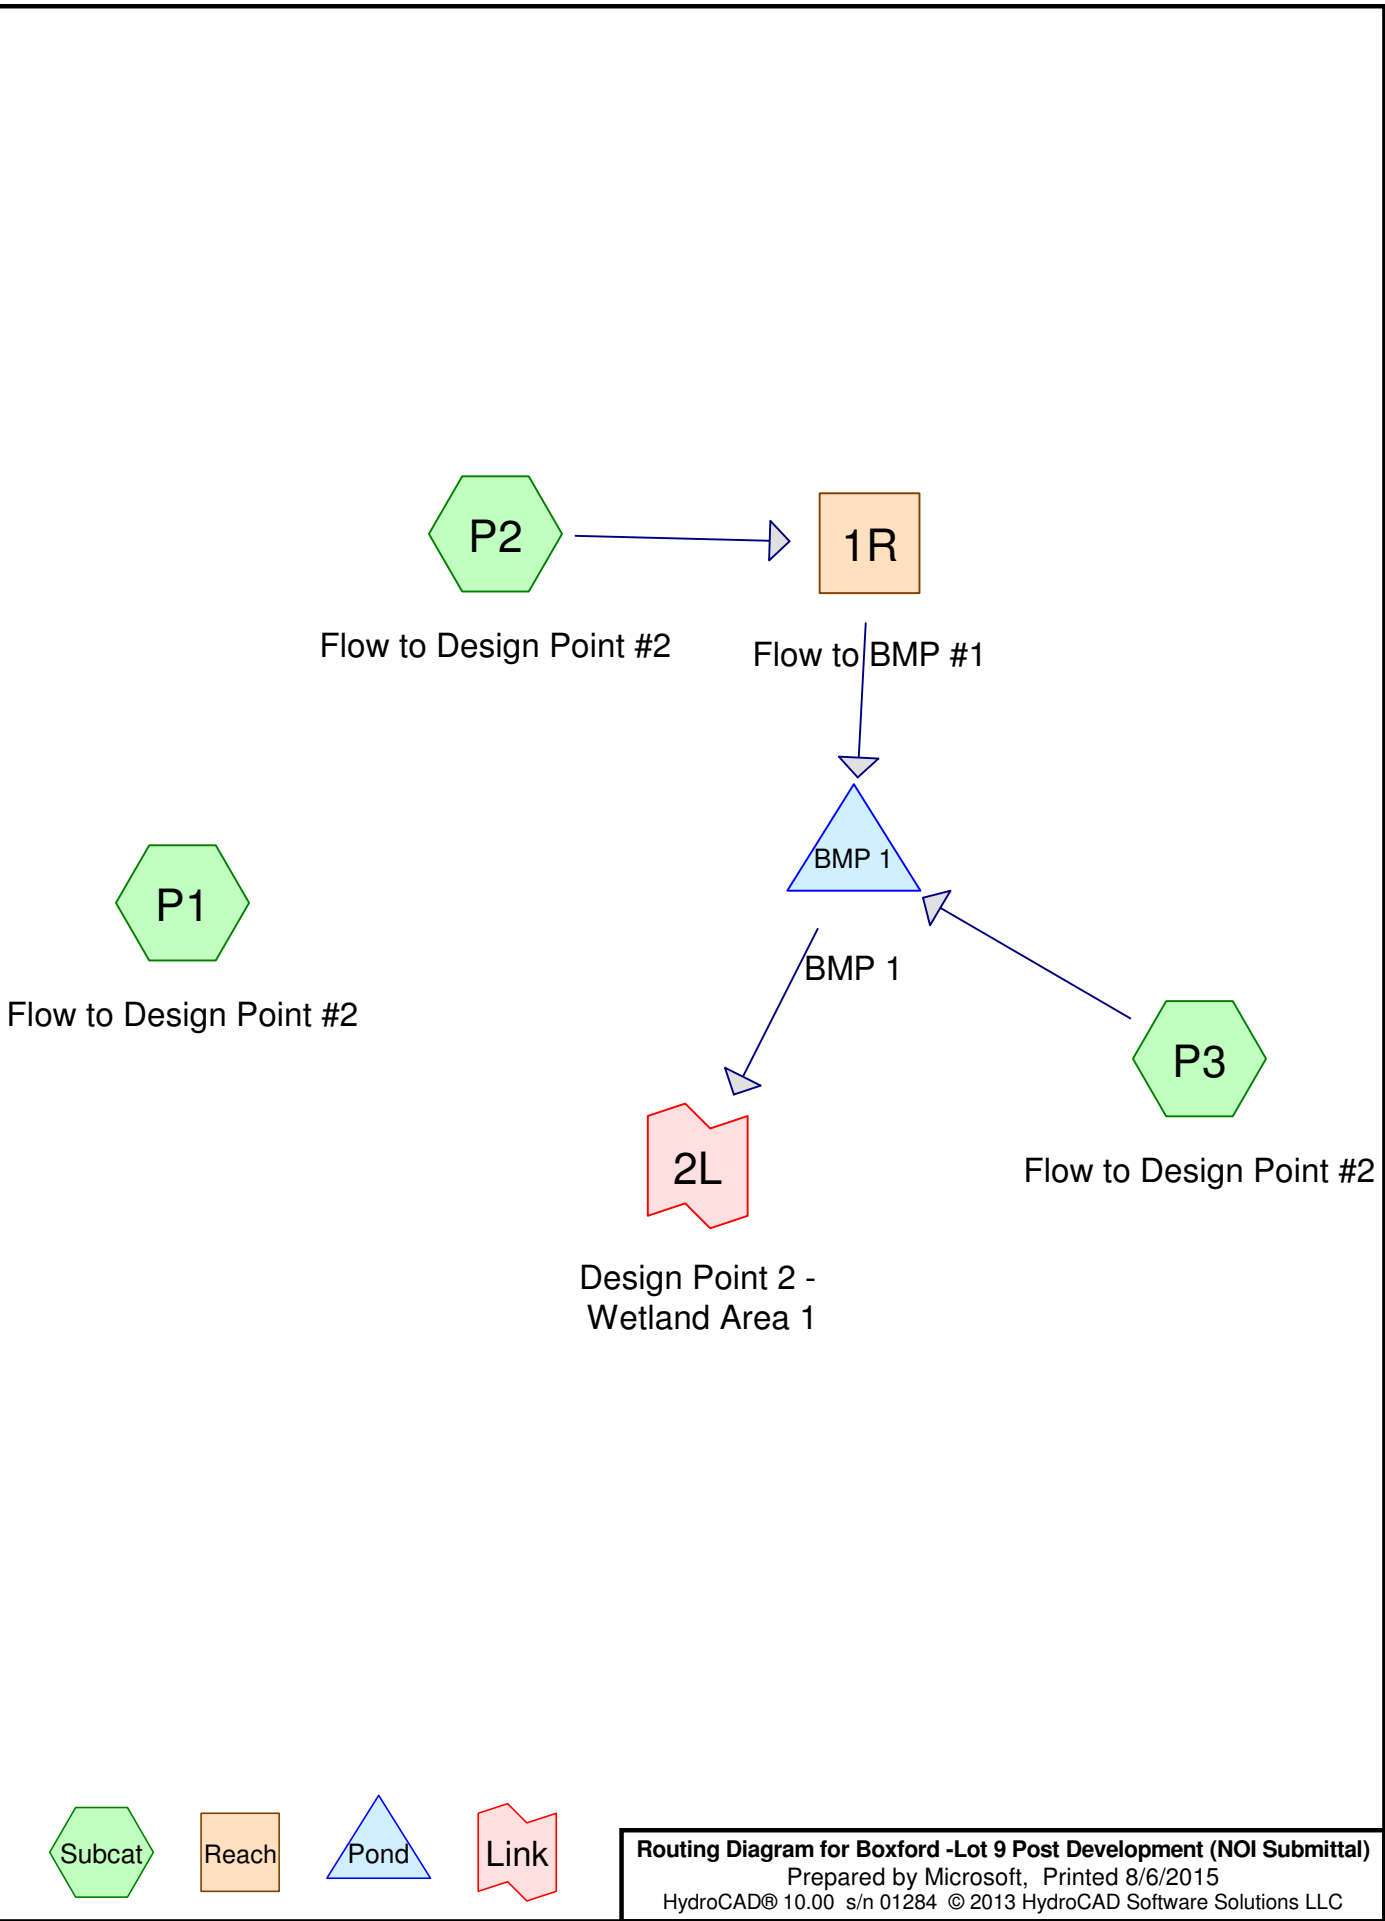 P2
1R
Flow to Design Point #2
Flow to BMP #1
BMP 1
P1
BMP 1
Flow to Design Point #2
P3
2L
Flow to Design Point #2
Design Point 2 -
Wetland Area 1
Subcat
Reach
Pond
Link
Routing Diagram for Boxford -Lot 9 Post Development (NOI Submittal)
Prepared by Microsoft,  Printed 8/6/2015
HydroCAD® 10.00  s/n 01284  © 2013 HydroCAD Software Solutions LLC